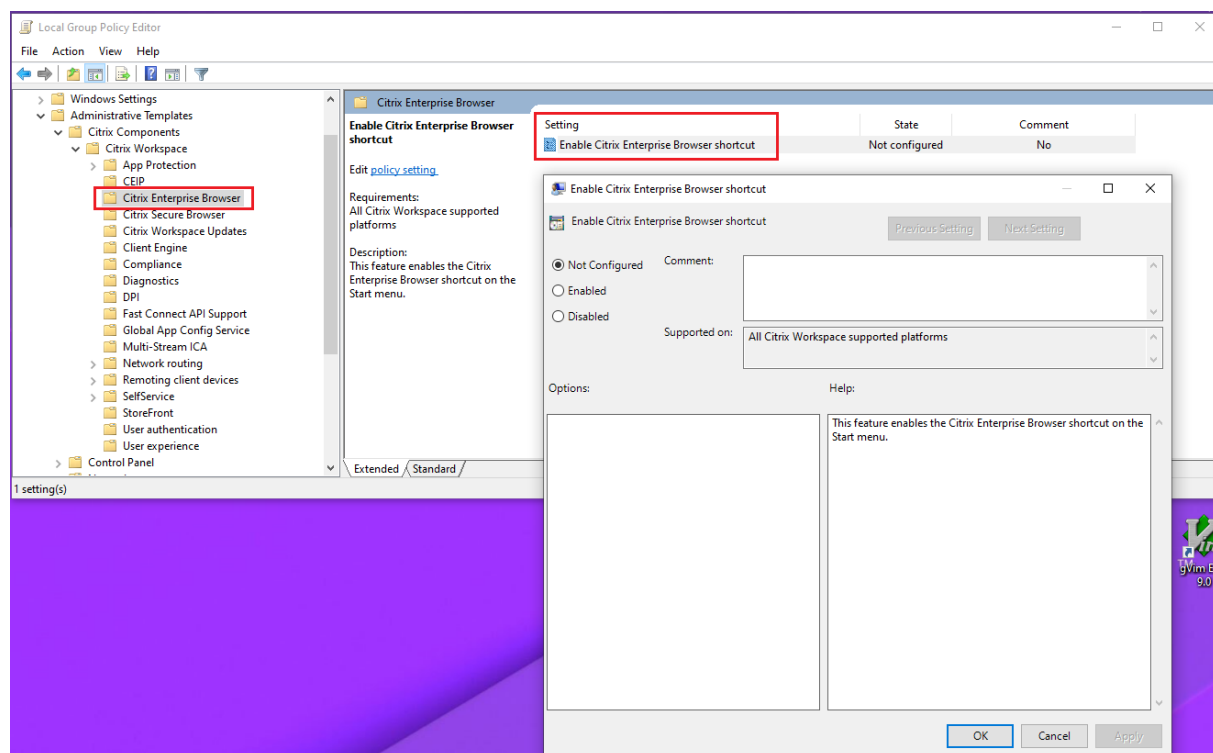 Local Group Policy Editor
File Action View Help
Windows Settings
Administrative Templates
Citrix Components
Citrix Workspace
App Protection
CEIP
Citrix Enterprise Browser
Citrix Secure Browser
Citrix Workspace Updates
Client Engine
Compliance
Diagnostics
DPI
Fast Connect API Support
Global App Config Service
Multi-Stream ICA
Network routing
Remoting client devices
SelfService
StoreFront
User authentication
User experience
Control Panel
1 setting(s)
Citrix Enterprise Browser
Enable Citrix Enterprise Browser
shortcut
Edit policy setting
Requirements:
All Citrix Workspace supported
platforms
Description:
This feature enables the Citrix
Enterprise Browser shortcut on the
Start menu.
Setting State Comment
Enable Citrix Enterprise Browser shortcut Not configured No
Extended Standard
Enable Citrix Enterprise Browser shortcut
Enable Citrix Enterprise Browser shortcut
Previous Setting Next Setting
Not Configured
Enabled
Disabled
Comment:
Supported on:
All Citrix Workspace supported platforms
Options:
Help:
This feature enables the Citrix Enterprise Browser shortcut on the
Start menu.
OK Cancel Apply
gVim E
9.0